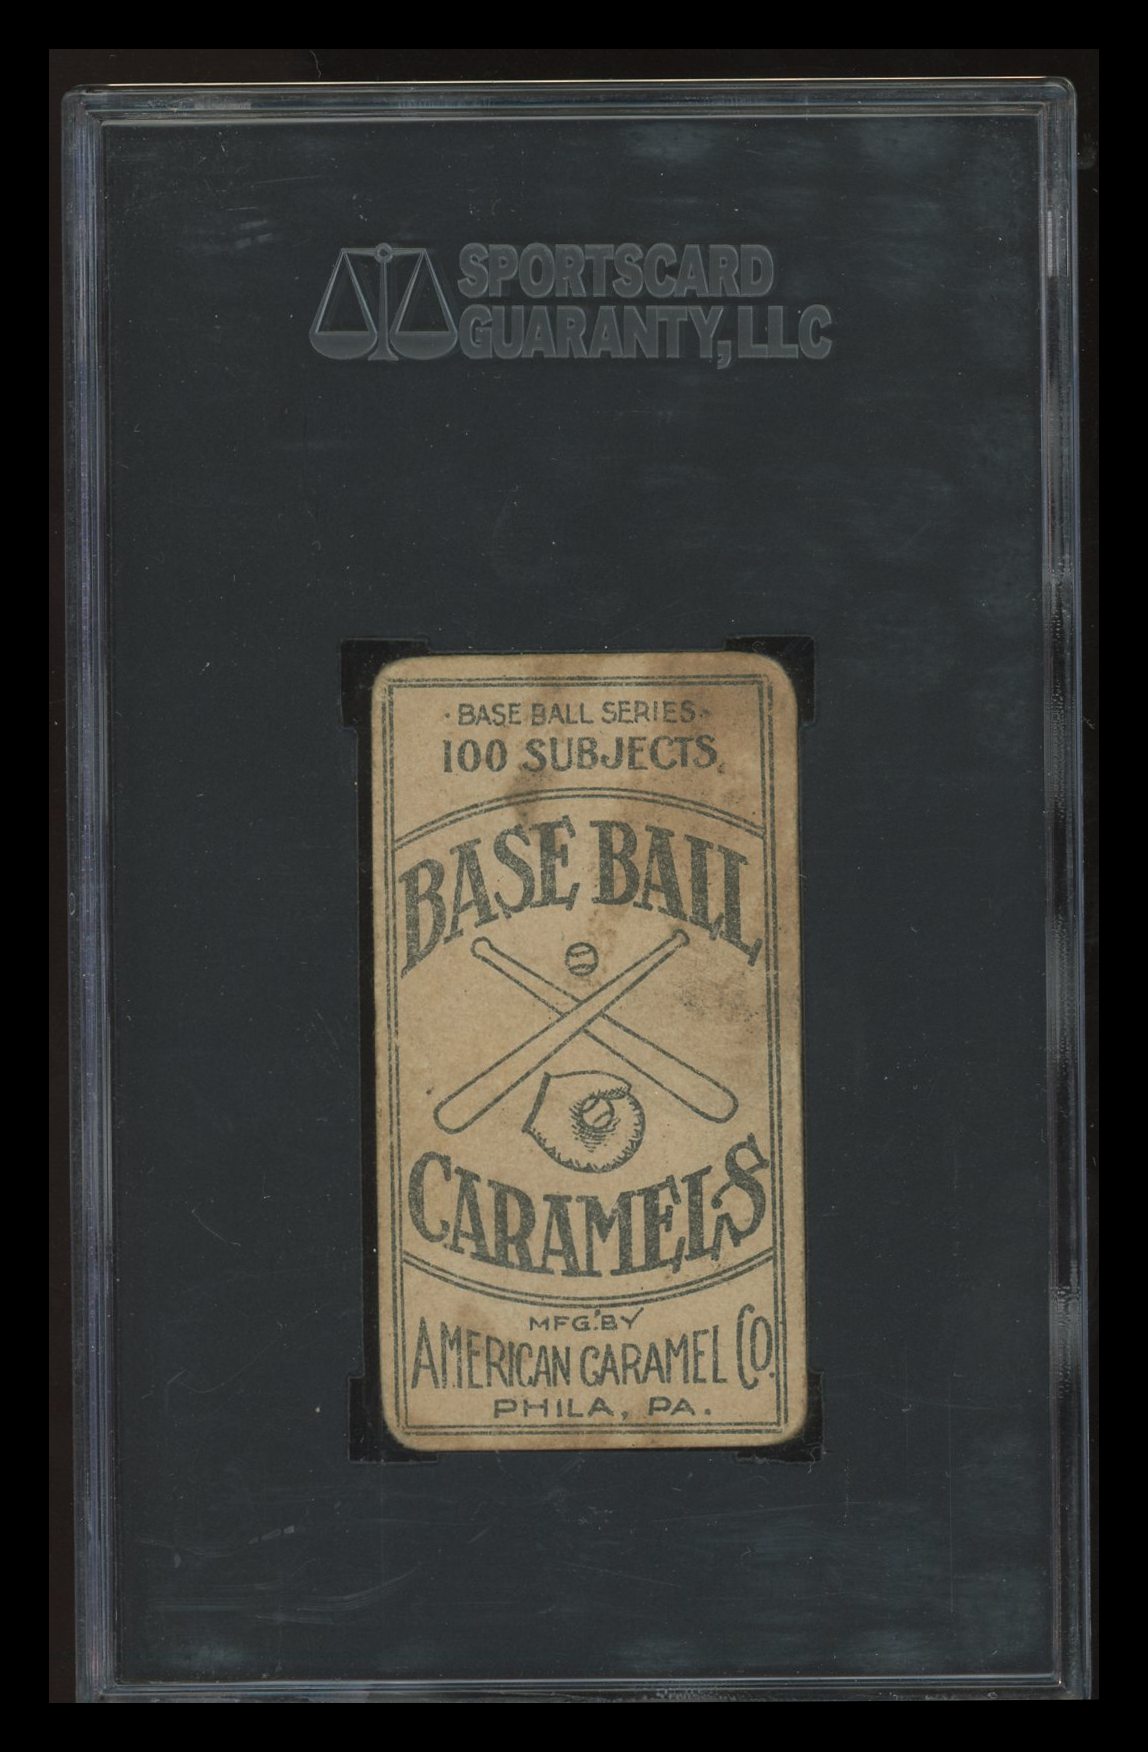 SPORTSCARD
GUARANTY, LLC
· BASE BALL SERIES ·
100 SUBJECTS.
BASE BALL
CARAMELS
MFG. BY
AMERICAN CARAMEL CO.
PHILA, PA.